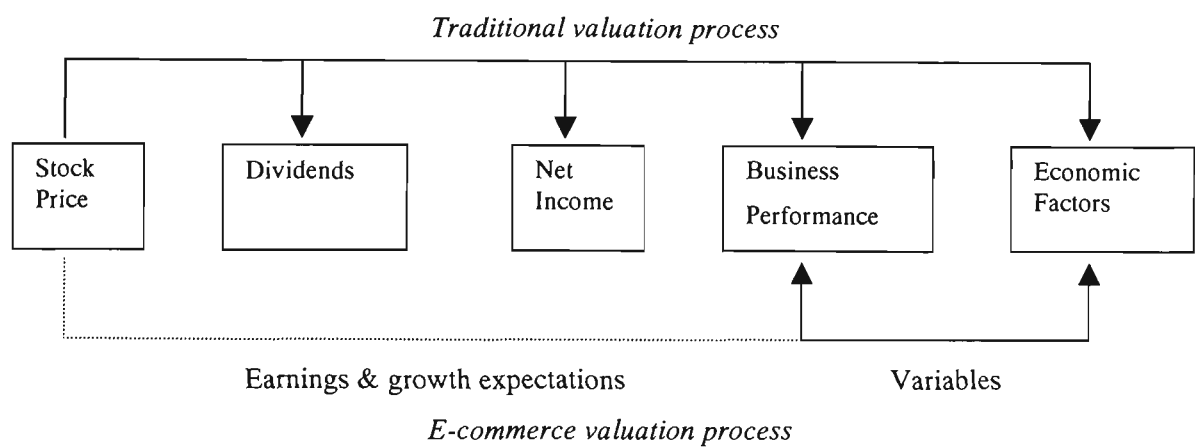 Traditional valuation process
Stock
Price
Dividends
Net
Income
Business
Performance
Economic
Factors
Earnings & growth expectations
Variables
E-commerce valuation process